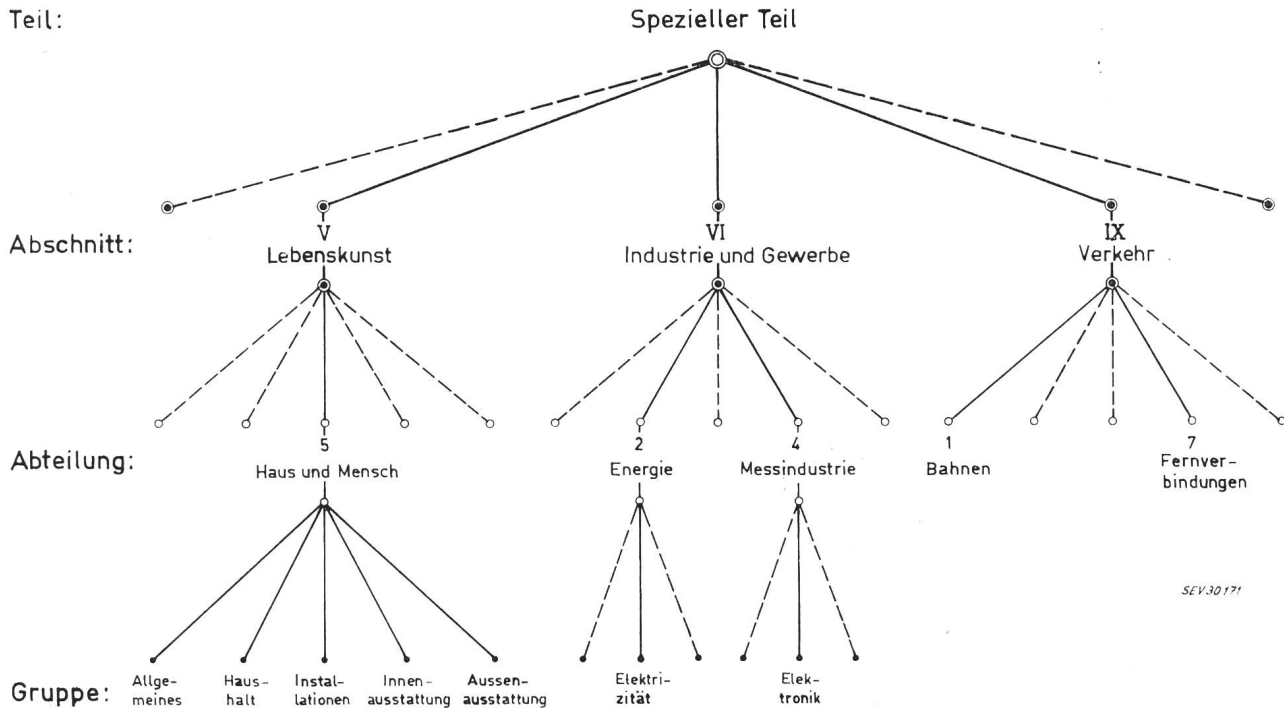 Teil:
Spezieller Teil
Abschnitt:
V
Lebenskunst
VI
Industrie und Gewerbe
IX
Verkehr
Abteilung:
5
Haus und Mensch
2
Energie
4
Messindustrie
1
Bahnen
7
Fernver-
bindungen
SEV30171
Gruppe:
Allge-
meines
Haus-
halt
Instal-
lationen
Innen-
ausstattung
Aussen-
ausstattung
Elektri-
zität
Elek-
tronik